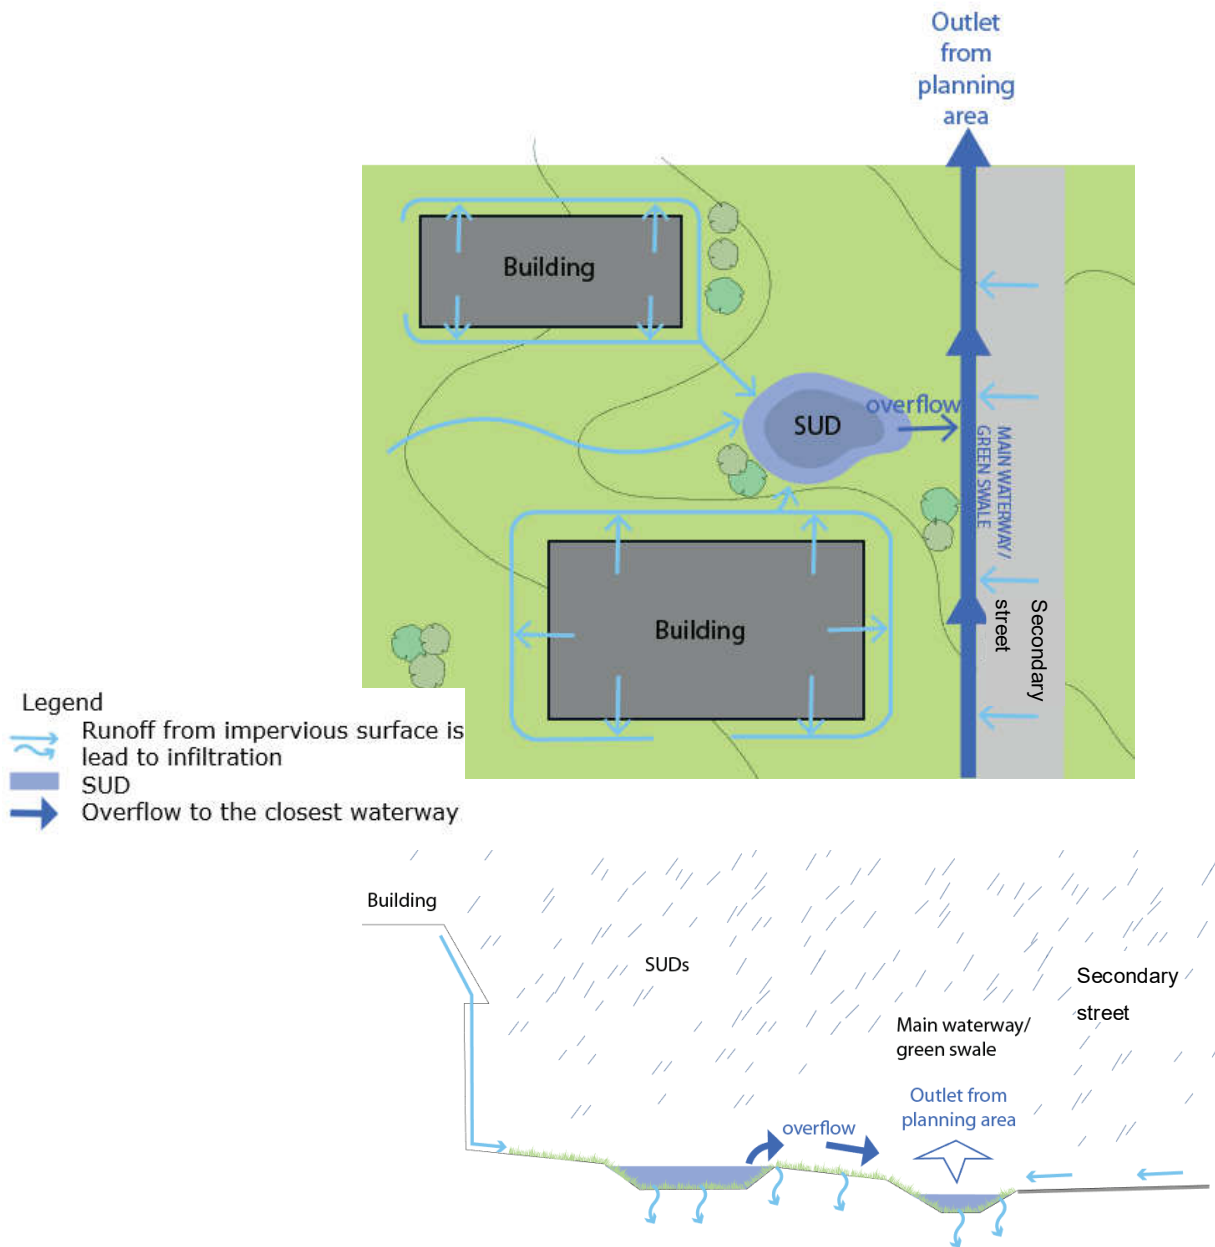 Outlet
from
planning
area
Building
overflow
SUD
MAIN WATERWAY/
GREEN SWALE
Building
Secondary
street
Legend
Runoff from impervious surface is
lead to infiltration
SUD
Overflow to the closest waterway
Building
SUDs
Secondary
street
Main waterway/
green swale
Outlet from
planning area
overflow